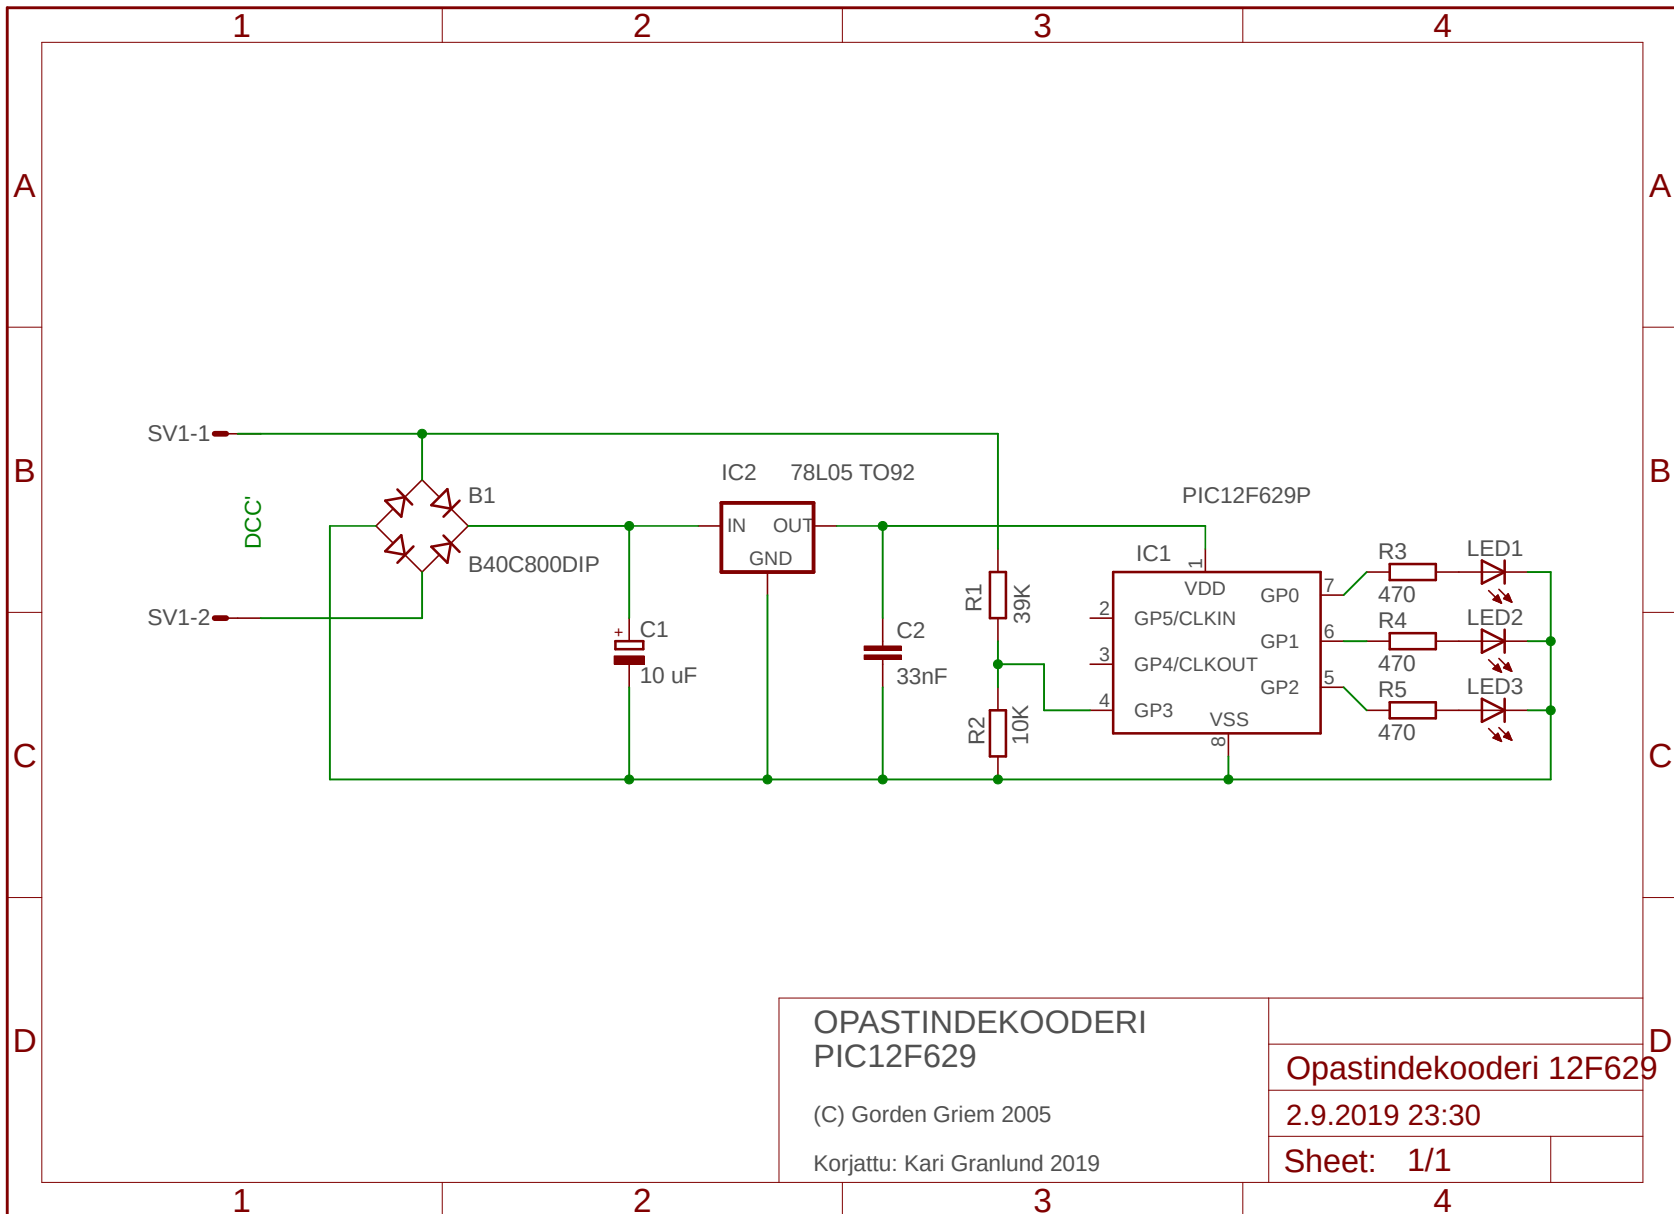 1 2 3 4
A A
SV1-1
B B
IC2 78L05 TO92
B1
PIC12F629P
DCC'
IN OUT
GND
B40C800DIP
IC1
1
VDD
R3 LED1
7
GP0
470
R1
39K
2
GP5/CLKIN
SV1-2
R4 LED2
+
C1
C2
6
GP1
3
GP4/CLKOUT
470
10 uF
33nF
5
GP2
R5 LED3
4
GP3
VSS
8
R2
10K
470
C C
OPASTINDEKOODERI
PIC12F629
(C) Gorden Griem 2005
Korjattu: Kari Granlund 2019
D D
Opastindekooderi 12F629
2.9.2019 23:30
Sheet: 1/1
1 2 3 4